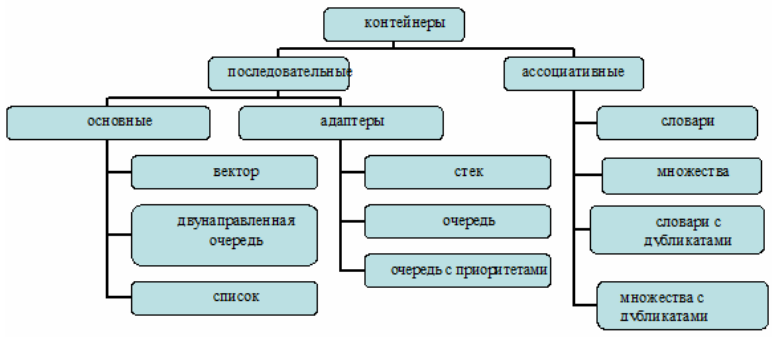 контейнеры
последовательные
ассоциативные
основные
адаптеры
словари
вектор
стек
множества
двунаправленная
очередь
очередь
словари с
дубликатами
список
очередь с приоритетами
множества с
дубликатами